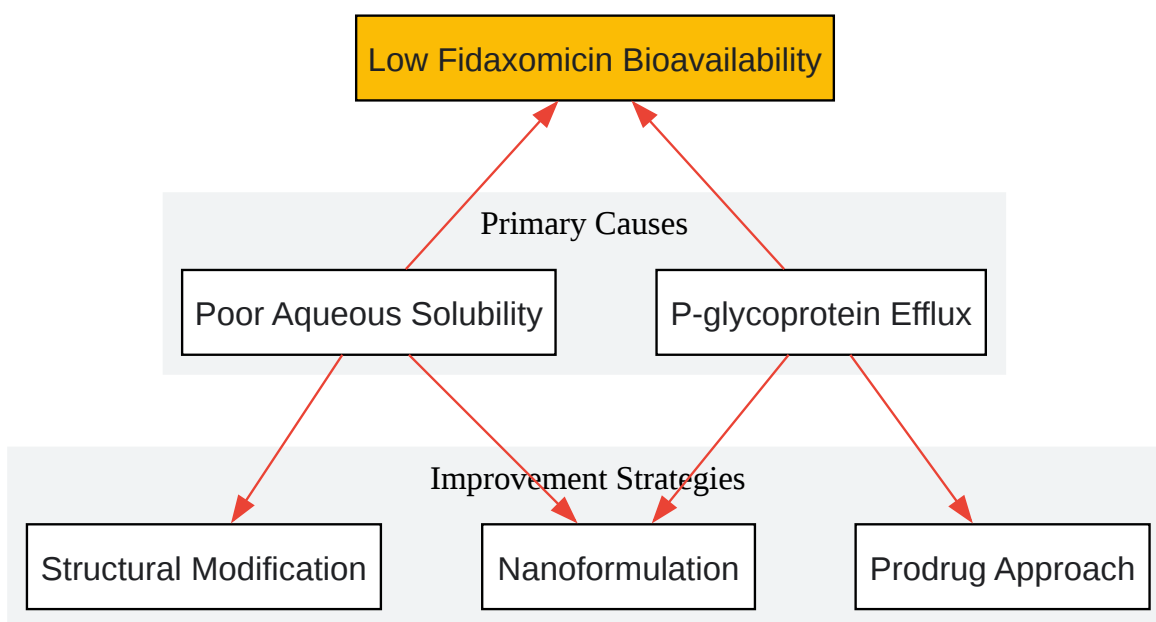 Low Fidaxomicin Bioavailability
Primary Causes
Poor Aqueous Solubility
P-glycoprotein Efflux
Improvement Strategies
Structural Modification
Nanoformulation
Prodrug Approach